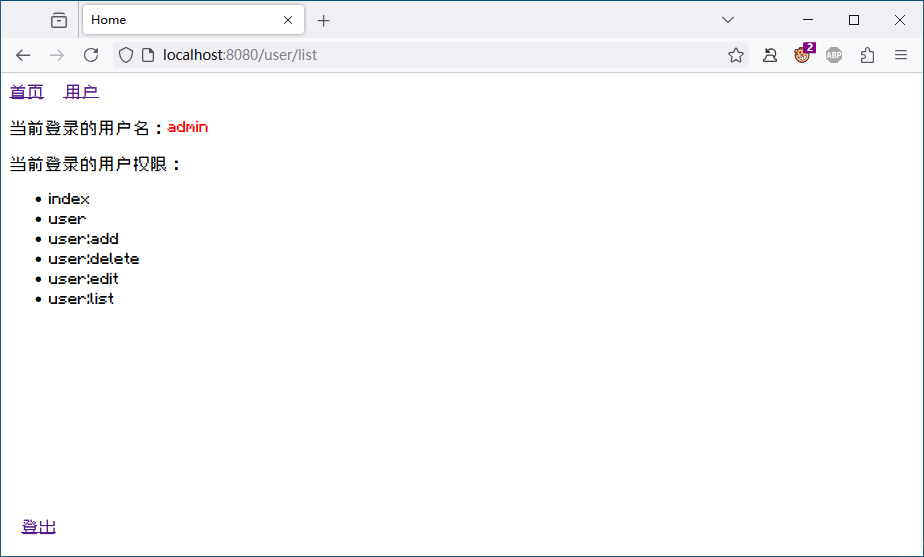 Home
localhost:8080/user/list
2
ABP
首页 用户
当前登录的用户名：admin
当前登录的用户权限：
index
user
user:add
user:delete
user:edit
user:list
登出